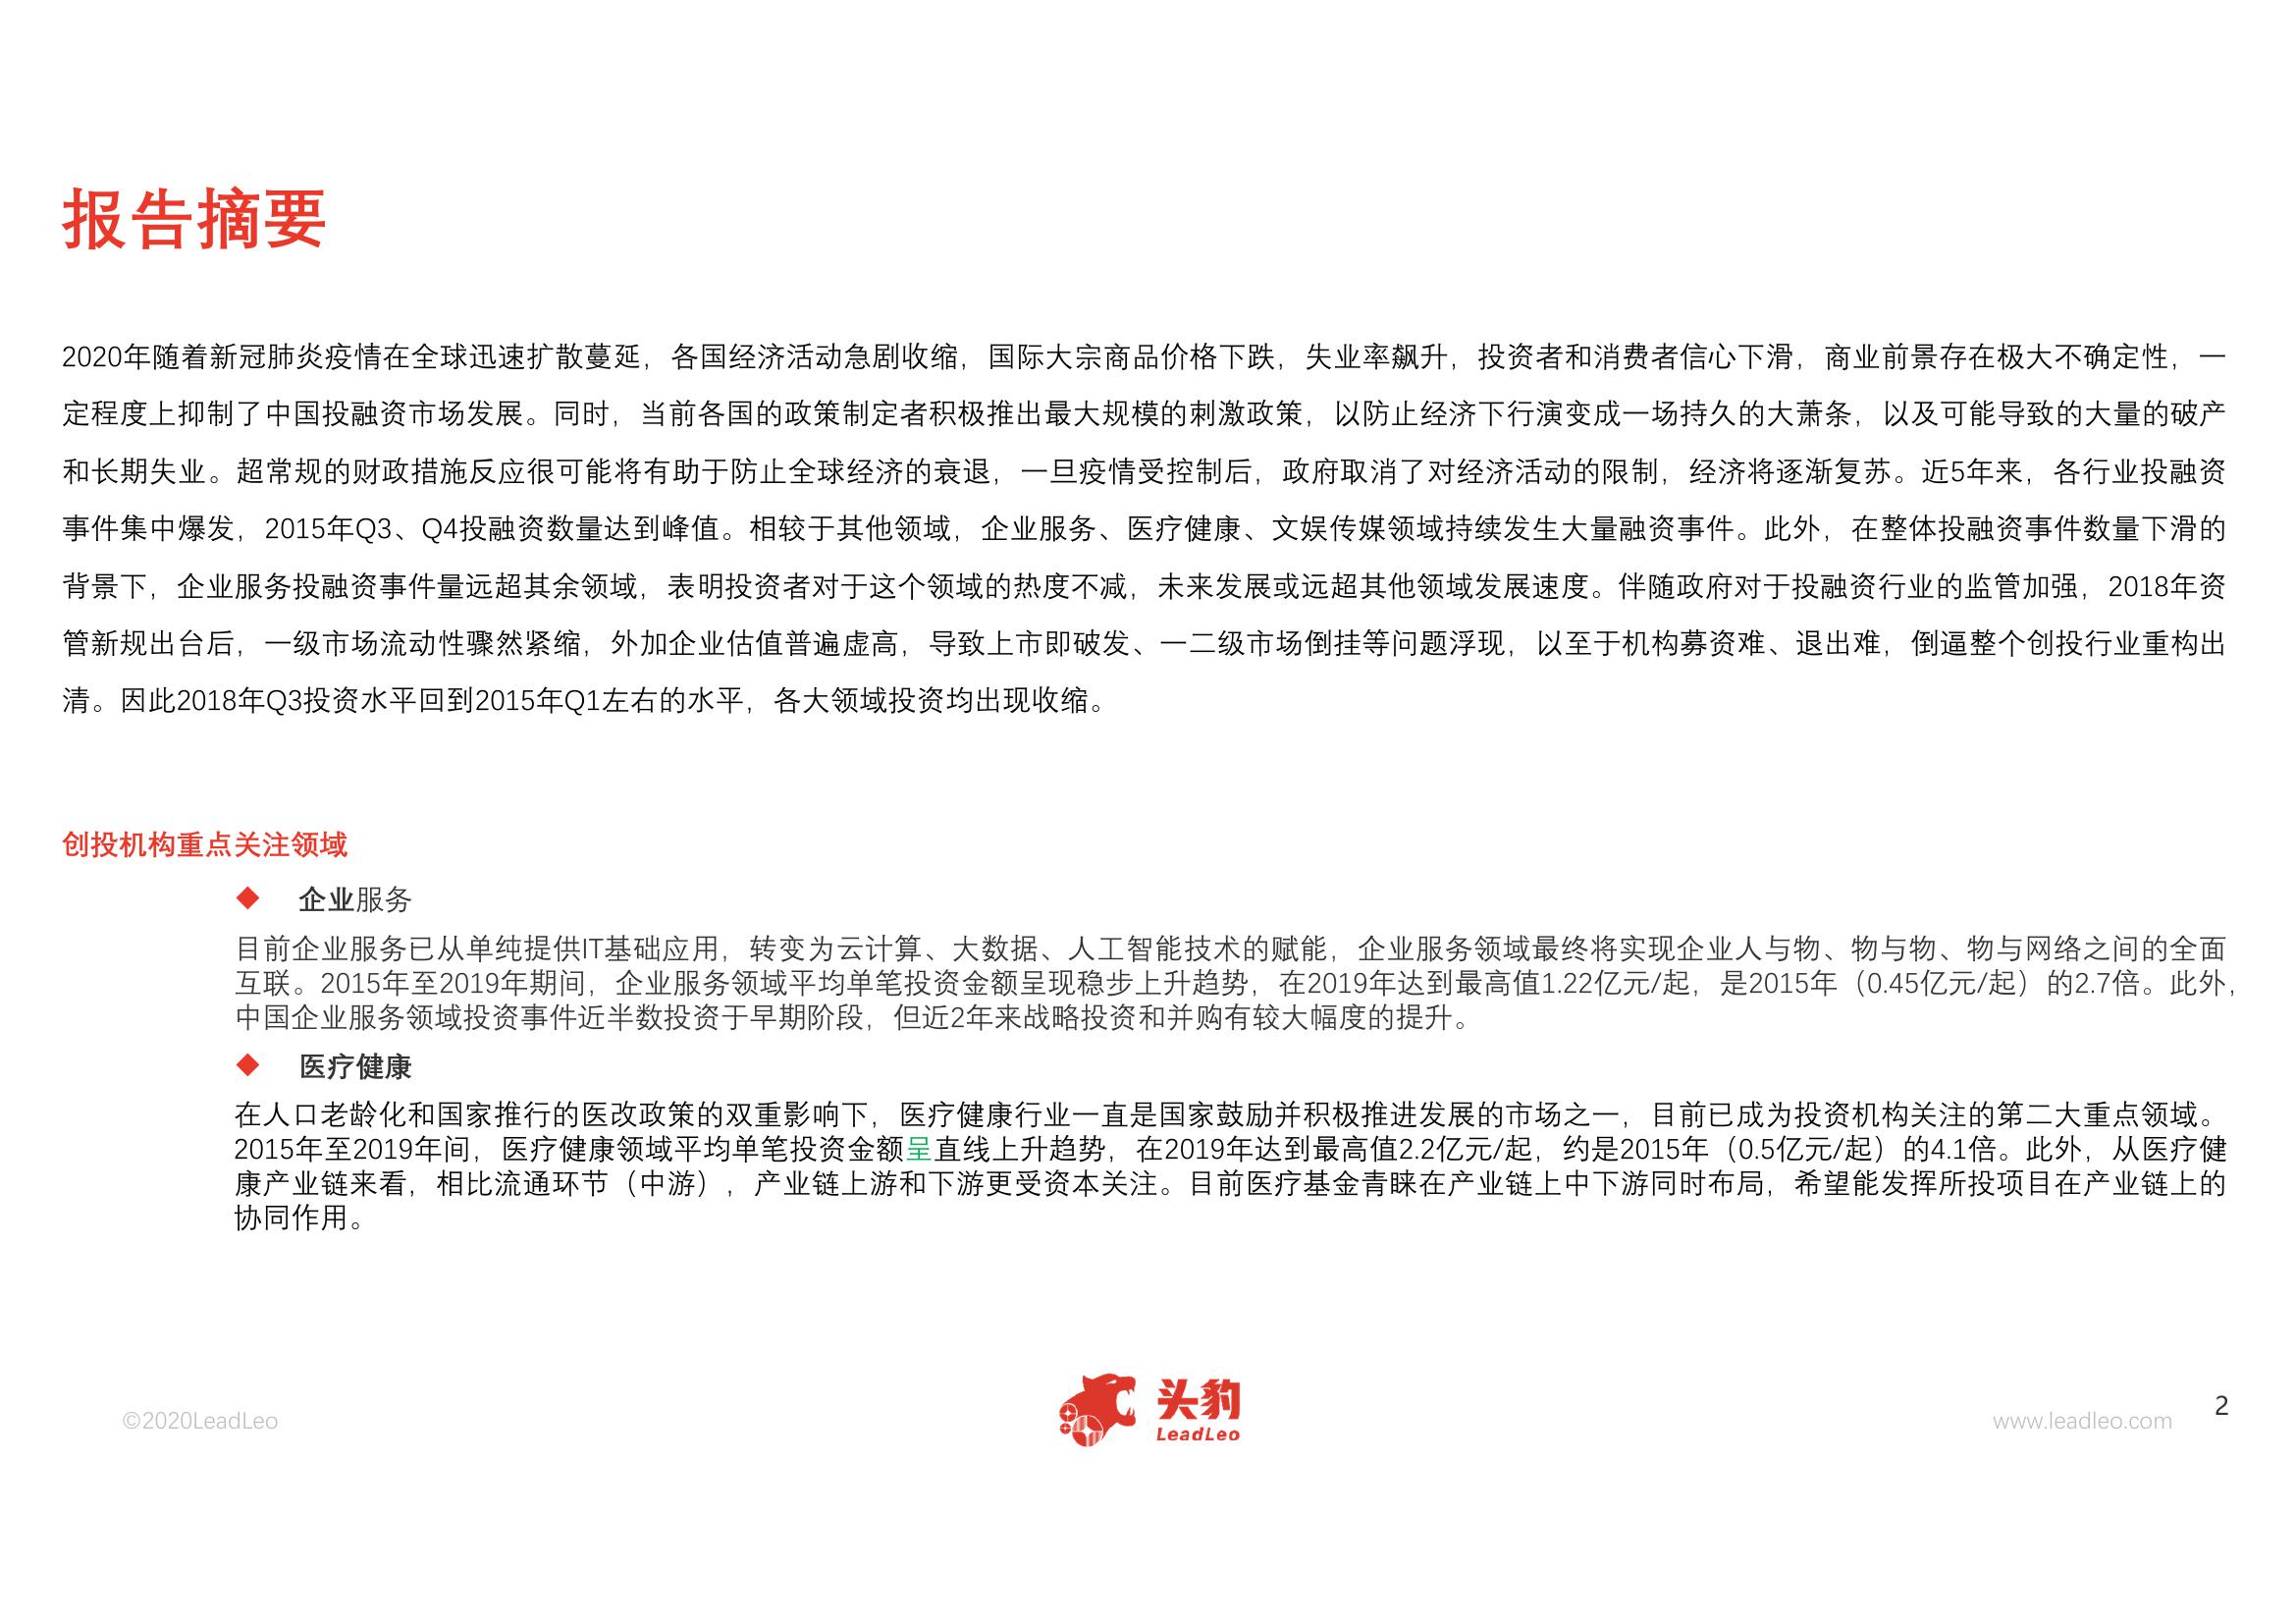 报告摘要
2020年随着新冠肺炎疫情在全球迅速扩散蔓延，各国经济活动急剧收缩，国际大宗商品价格下跌，失业率飙升，投资者和消费者信心下滑，商业前景存在极大不确定性，一
定程度上抑制了中国投融资市场发展。同时，当前各国的政策制定者积极推出最大规模的刺激政策，以防止经济下行演变成一场持久的大萧条，以及可能导致的大量的破产
和长期失业。超常规的财政措施反应很可能将有助于防止全球经济的衰退，一旦疫情受控制后，政府取消了对经济活动的限制，经济将逐渐复苏。近5年来，各行业投融资
事件集中爆发，2015年Q3、Q4投融资数量达到峰值。相较于其他领域，企业服务、医疗健康、文娱传媒领域持续发生大量融资事件。此外，在整体投融资事件数量下滑的
背景下，企业服务投融资事件量远超其余领域，表明投资者对于这个领域的热度不减，未来发展或远超其他领域发展速度。伴随政府对于投融资行业的监管加强，2018年资
管新规出台后，一级市场流动性骤然紧缩，外加企业估值普遍虚高，导致上市即破发、一二级市场倒挂等问题浮现，以至于机构募资难、退出难，倒逼整个创投行业重构出
清。因此2018年Q3投资水平回到2015年Q1左右的水平，各大领域投资均出现收缩。
创投机构重点关注领域
◆ 企业服务
目前企业服务已从单纯提供IT基础应用，转变为云计算、大数据、人工智能技术的赋能，企业服务领域最终将实现企业人与物、物与物、物与网络之间的全面
互联。2015年至2019年期间，企业服务领域平均单笔投资金额呈现稳步上升趋势，在2019年达到最高值1.22亿元/起，是2015年（0.45亿元/起）的2.7倍。此外，
中国企业服务领域投资事件近半数投资于早期阶段，但近2年来战略投资和并购有较大幅度的提升。
◆ 医疗健康
在人口老龄化和国家推行的医改政策的双重影响下，医疗健康行业一直是国家鼓励并积极推进发展的市场之一，目前已成为投资机构关注的第二大重点领域。
2015年至2019年间，医疗健康领域平均单笔投资金额呈直线上升趋势，在2019年达到最高值2.2亿元/起，约是2015年（0.5亿元/起）的4.1倍。此外，从医疗健
康产业链来看，相比流通环节（中游），产业链上游和下游更受资本关注。目前医疗基金青睐在产业链上中下游同时布局，希望能发挥所投项目在产业链上的
协同作用。
©2020LeadLeo
头豹
LeadLeo
www.leadleo.com
2